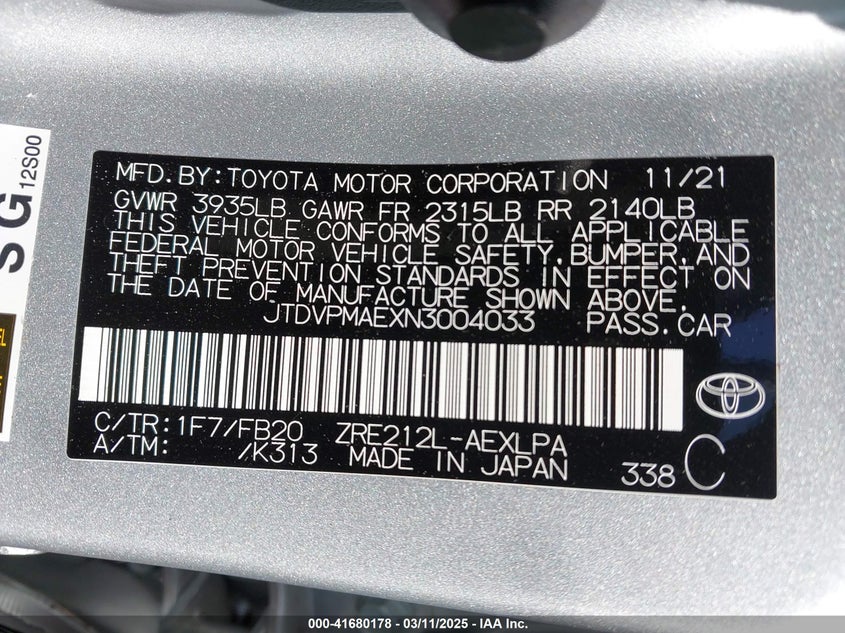 MFD.BY:TOYOTA MOTOR CORPORATION 11/21
GVWR 3935LB GAWR FR 2315LB RR 2140LB
THIS VEHICLE CONFORMS TO ALL APPLICABLE
FEDERAL MOTOR VEHICLE SAFETY,BUMPER,AND
THEFT PREVENTION STANDARDS IN EFFECT ON
THE DATE OF MANUFACTURE SHOWN ABOVE.
JTDVPMAEXN3004033 PASS.CAR
C/TR:1F7/FB20 ZRE212L-AEXLPA
A/TM: /K313 MADE IN JAPAN 338 C
SG
12S00
000-41680178 - 03/11/2025 - IAA Inc.